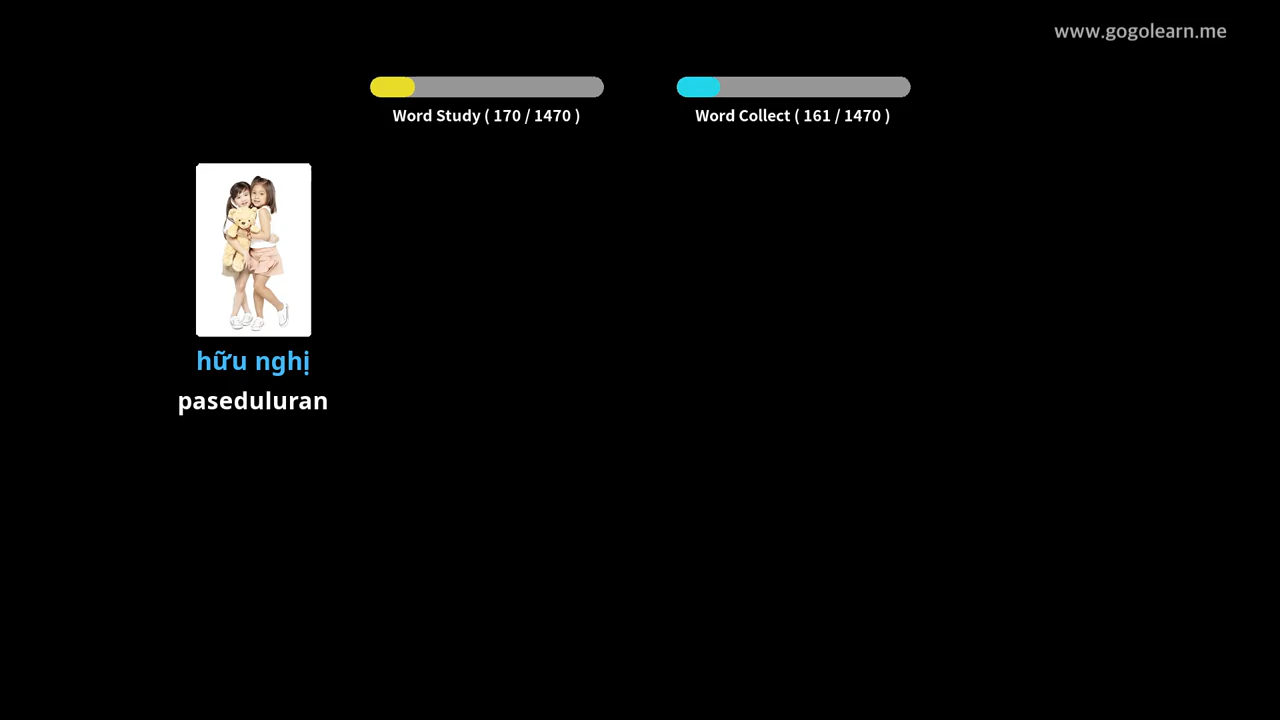 www.gogolearn.me
Word Study ( 170 / 1470 )
Word Collect ( 161 / 1470 )
hữu nghị
paseduluran